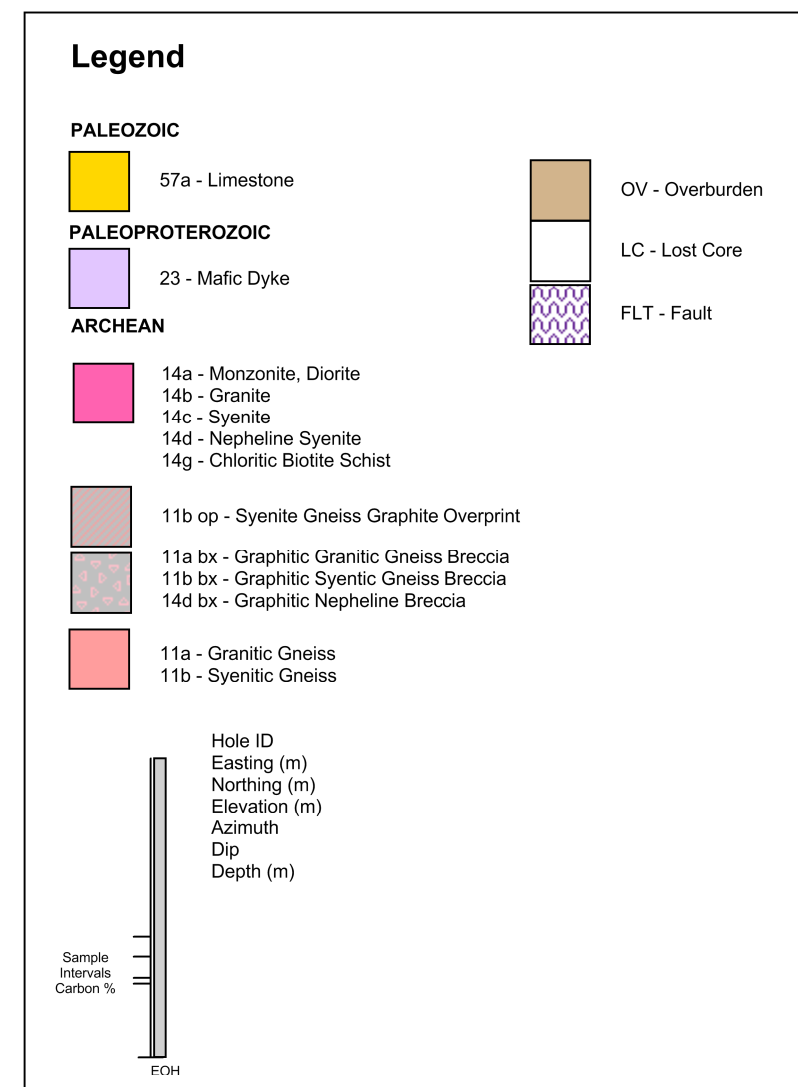 Legend
PALEOZOIC
57a - Limestone
PALEOPROTEROZOIC
23 - Mafic Dyke
ARCHEAN
14a - Monzonite, Diorite
14b - Granite
14c - Syenite
14d - Nepheline Syenite
14g - Chloritic Biotite Schist
11b op - Syenite Gneiss Graphite Overprint
11a bx - Graphitic Granitic Gneiss Breccia
11b bx - Graphitic Syentic Gneiss Breccia
14d bx - Graphitic Nepheline Breccia
11a - Granitic Gneiss
11b - Syenitic Gneiss
OV - Overburden
LC - Lost Core
FLT - Fault
Hole ID
Easting (m)
Northing (m)
Elevation (m)
Azimuth
Dip
Depth (m)
Sample
Intervals
Carbon %
EOH